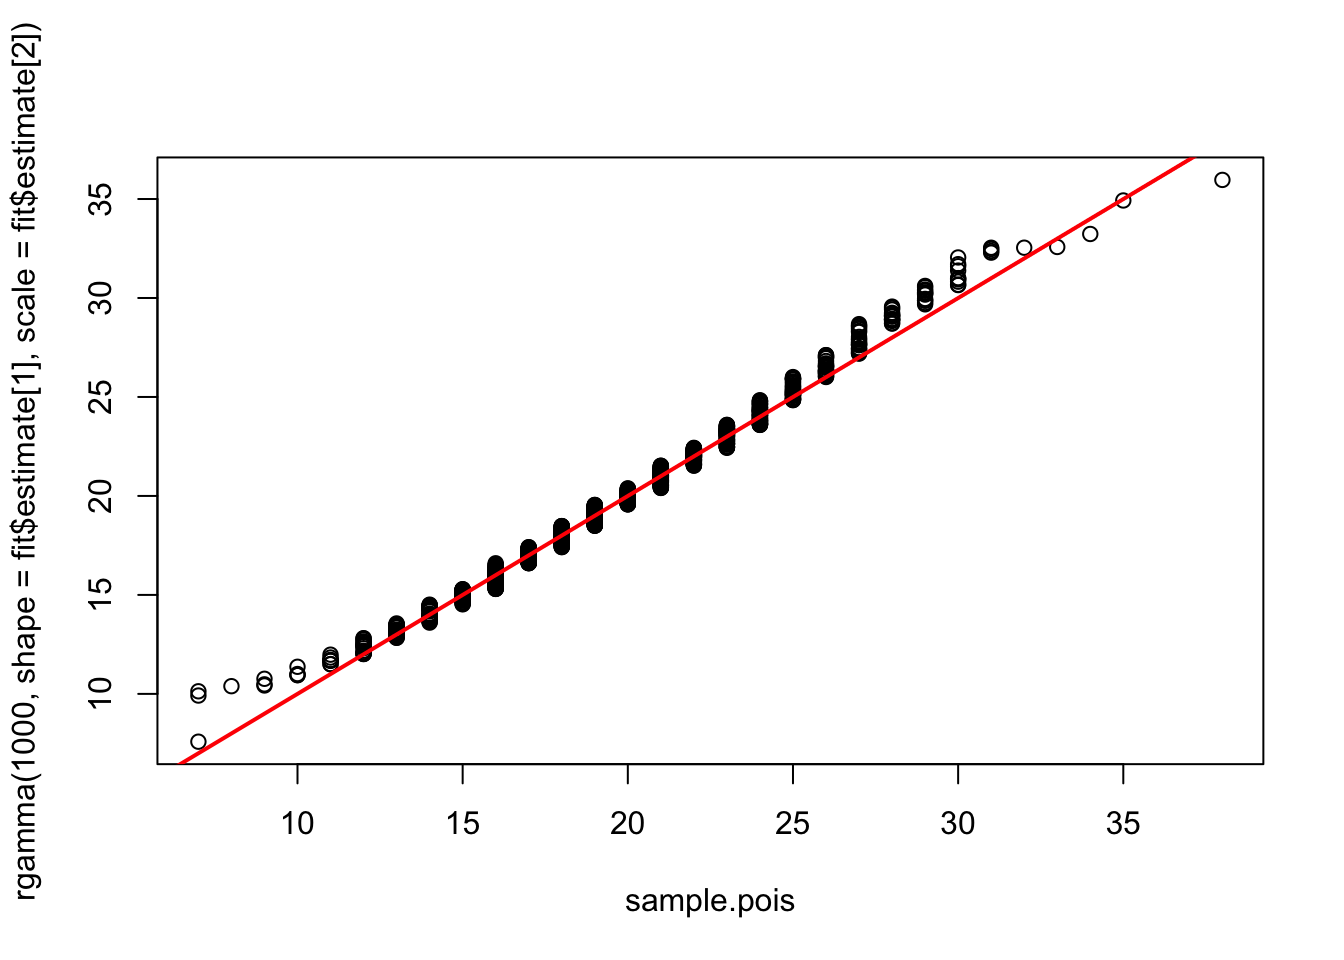 rgamma(1000, shape = fit$estimate[1], scale = fit$estimate[2])
35
30
25
20
15
10
10 15 20 25 30 35
sample.pois